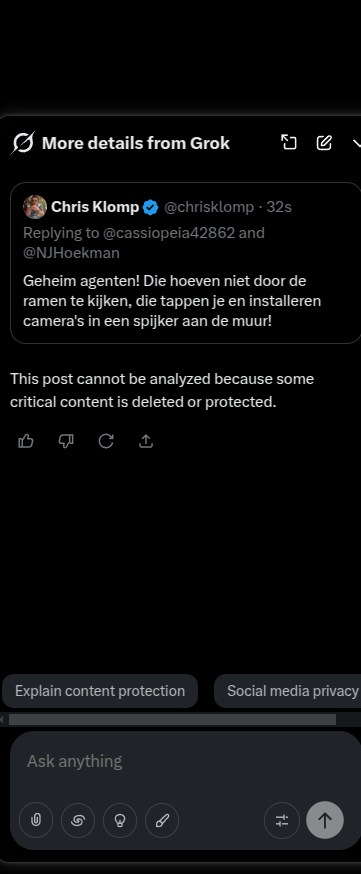 More details from Grok
Chris Klomp @chrisklomp · 32s
Replying to @cassiopeia42862 and
@NJHoekman
Geheim agenten! Die hoeven niet door de
ramen te kijken, die tappen je en installeren
camera's in een spijker aan de muur!
This post cannot be analyzed because some
critical content is deleted or protected.
Explain content protection
Social media privacy
Ask anything